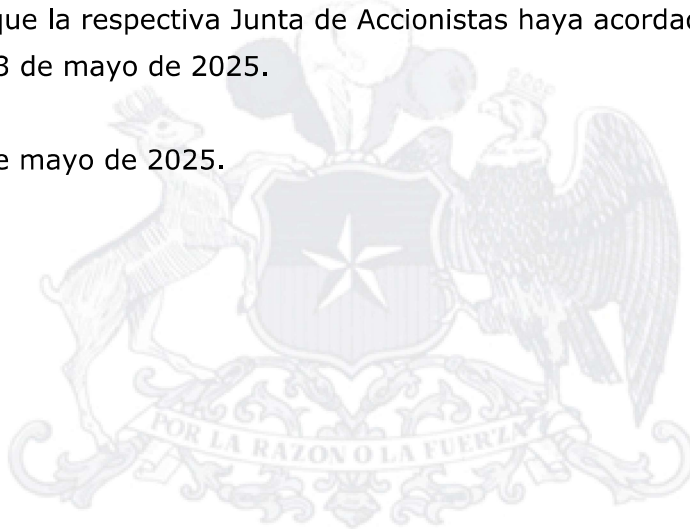 que la respectiva Junta de Accionistas haya acordad
3 de mayo de 2025.
e mayo de 2025.
POR LA RAZON O LA FUERZA